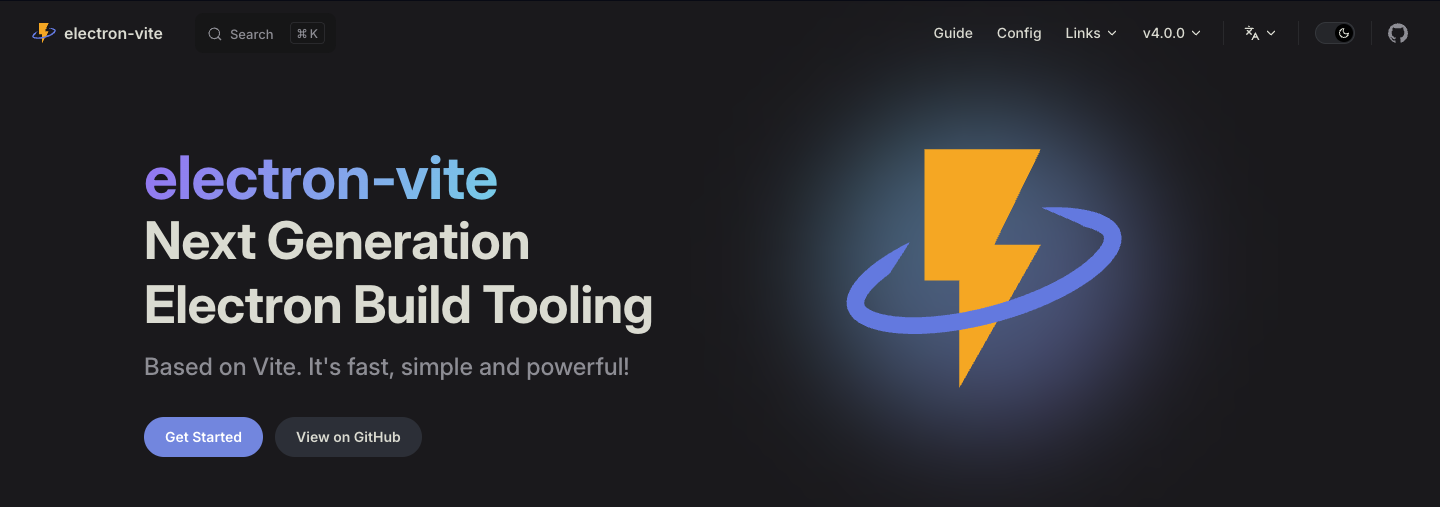 electron-vite
Search
⌘ K
Guide
Config
Links
v4.0.0
electron-vite
Next Generation
Electron Build Tooling
Based on Vite. It's fast, simple and powerful!
Get Started
View on GitHub